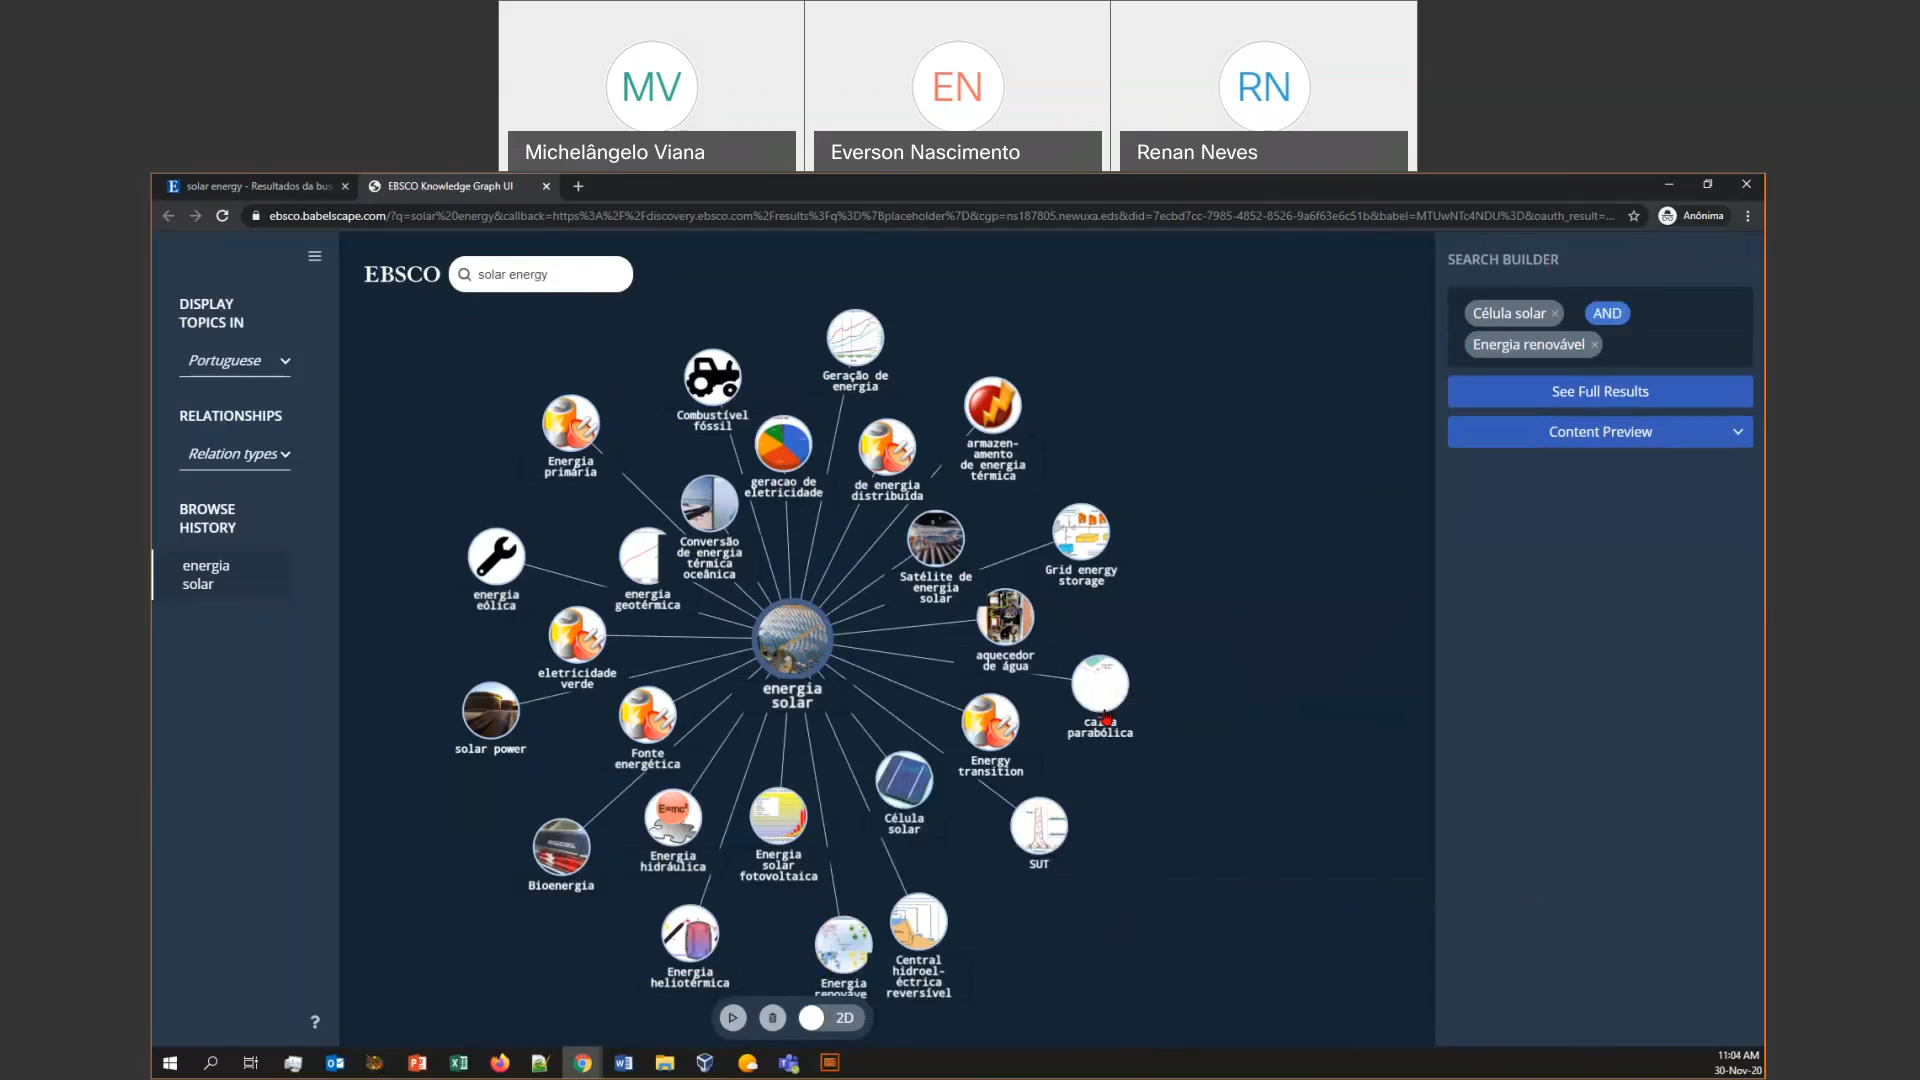 MV
EN
RN
Michelângelo Viana
Everson Nascimento
Renan Neves
solar energy - Resultados da bus
EBSCO Knowledge Graph UI
ebsco.babelscape.com/?q=solar%20energy&callback=https%3A%2F%2Fdiscovery.ebsco.com%2Fresults%3Fq%3D%7Bplaceholder%7D&cgp=ns187805.newuxa.eds&did=7ecbd7cc-7985-4852-8526-9a6f63e6c51b&babel=MTUwNTc4NDU%3D&oauth_result=...
Anônima
DISPLAY
TOPICS IN
Portuguese
RELATIONSHIPS
Relation types
BROWSE
HISTORY
energia
solar
?
EBSCO
solar energy
Geração de
energia
Combustível
fóssil
armazen-
amento
de energia
térmica
Energia
primária
geracao de
eletricidade
de energia
distribuída
Conversão
de energia
térmica
oceânica
Satélite de
energia
solar
Grid energy
storage
energia
eólica
energia
geotérmica
aquecedor
de água
eletricidade
verde
energia
solar
parabólica
solar power
Fonte
energética
Energy
transition
Célula
solar
SUT
E=mc²
Energia
hidráulica
Energia
solar
fotovoltaica
Bioenergia
Energia
heliotérmica
Energia
renováve
Central
hidroel-
éctrica
reversível
2D
SEARCH BUILDER
Célula solar ×
AND
Energia renovável ×
See Full Results
Content Preview
11:04 AM
30-Nov-20